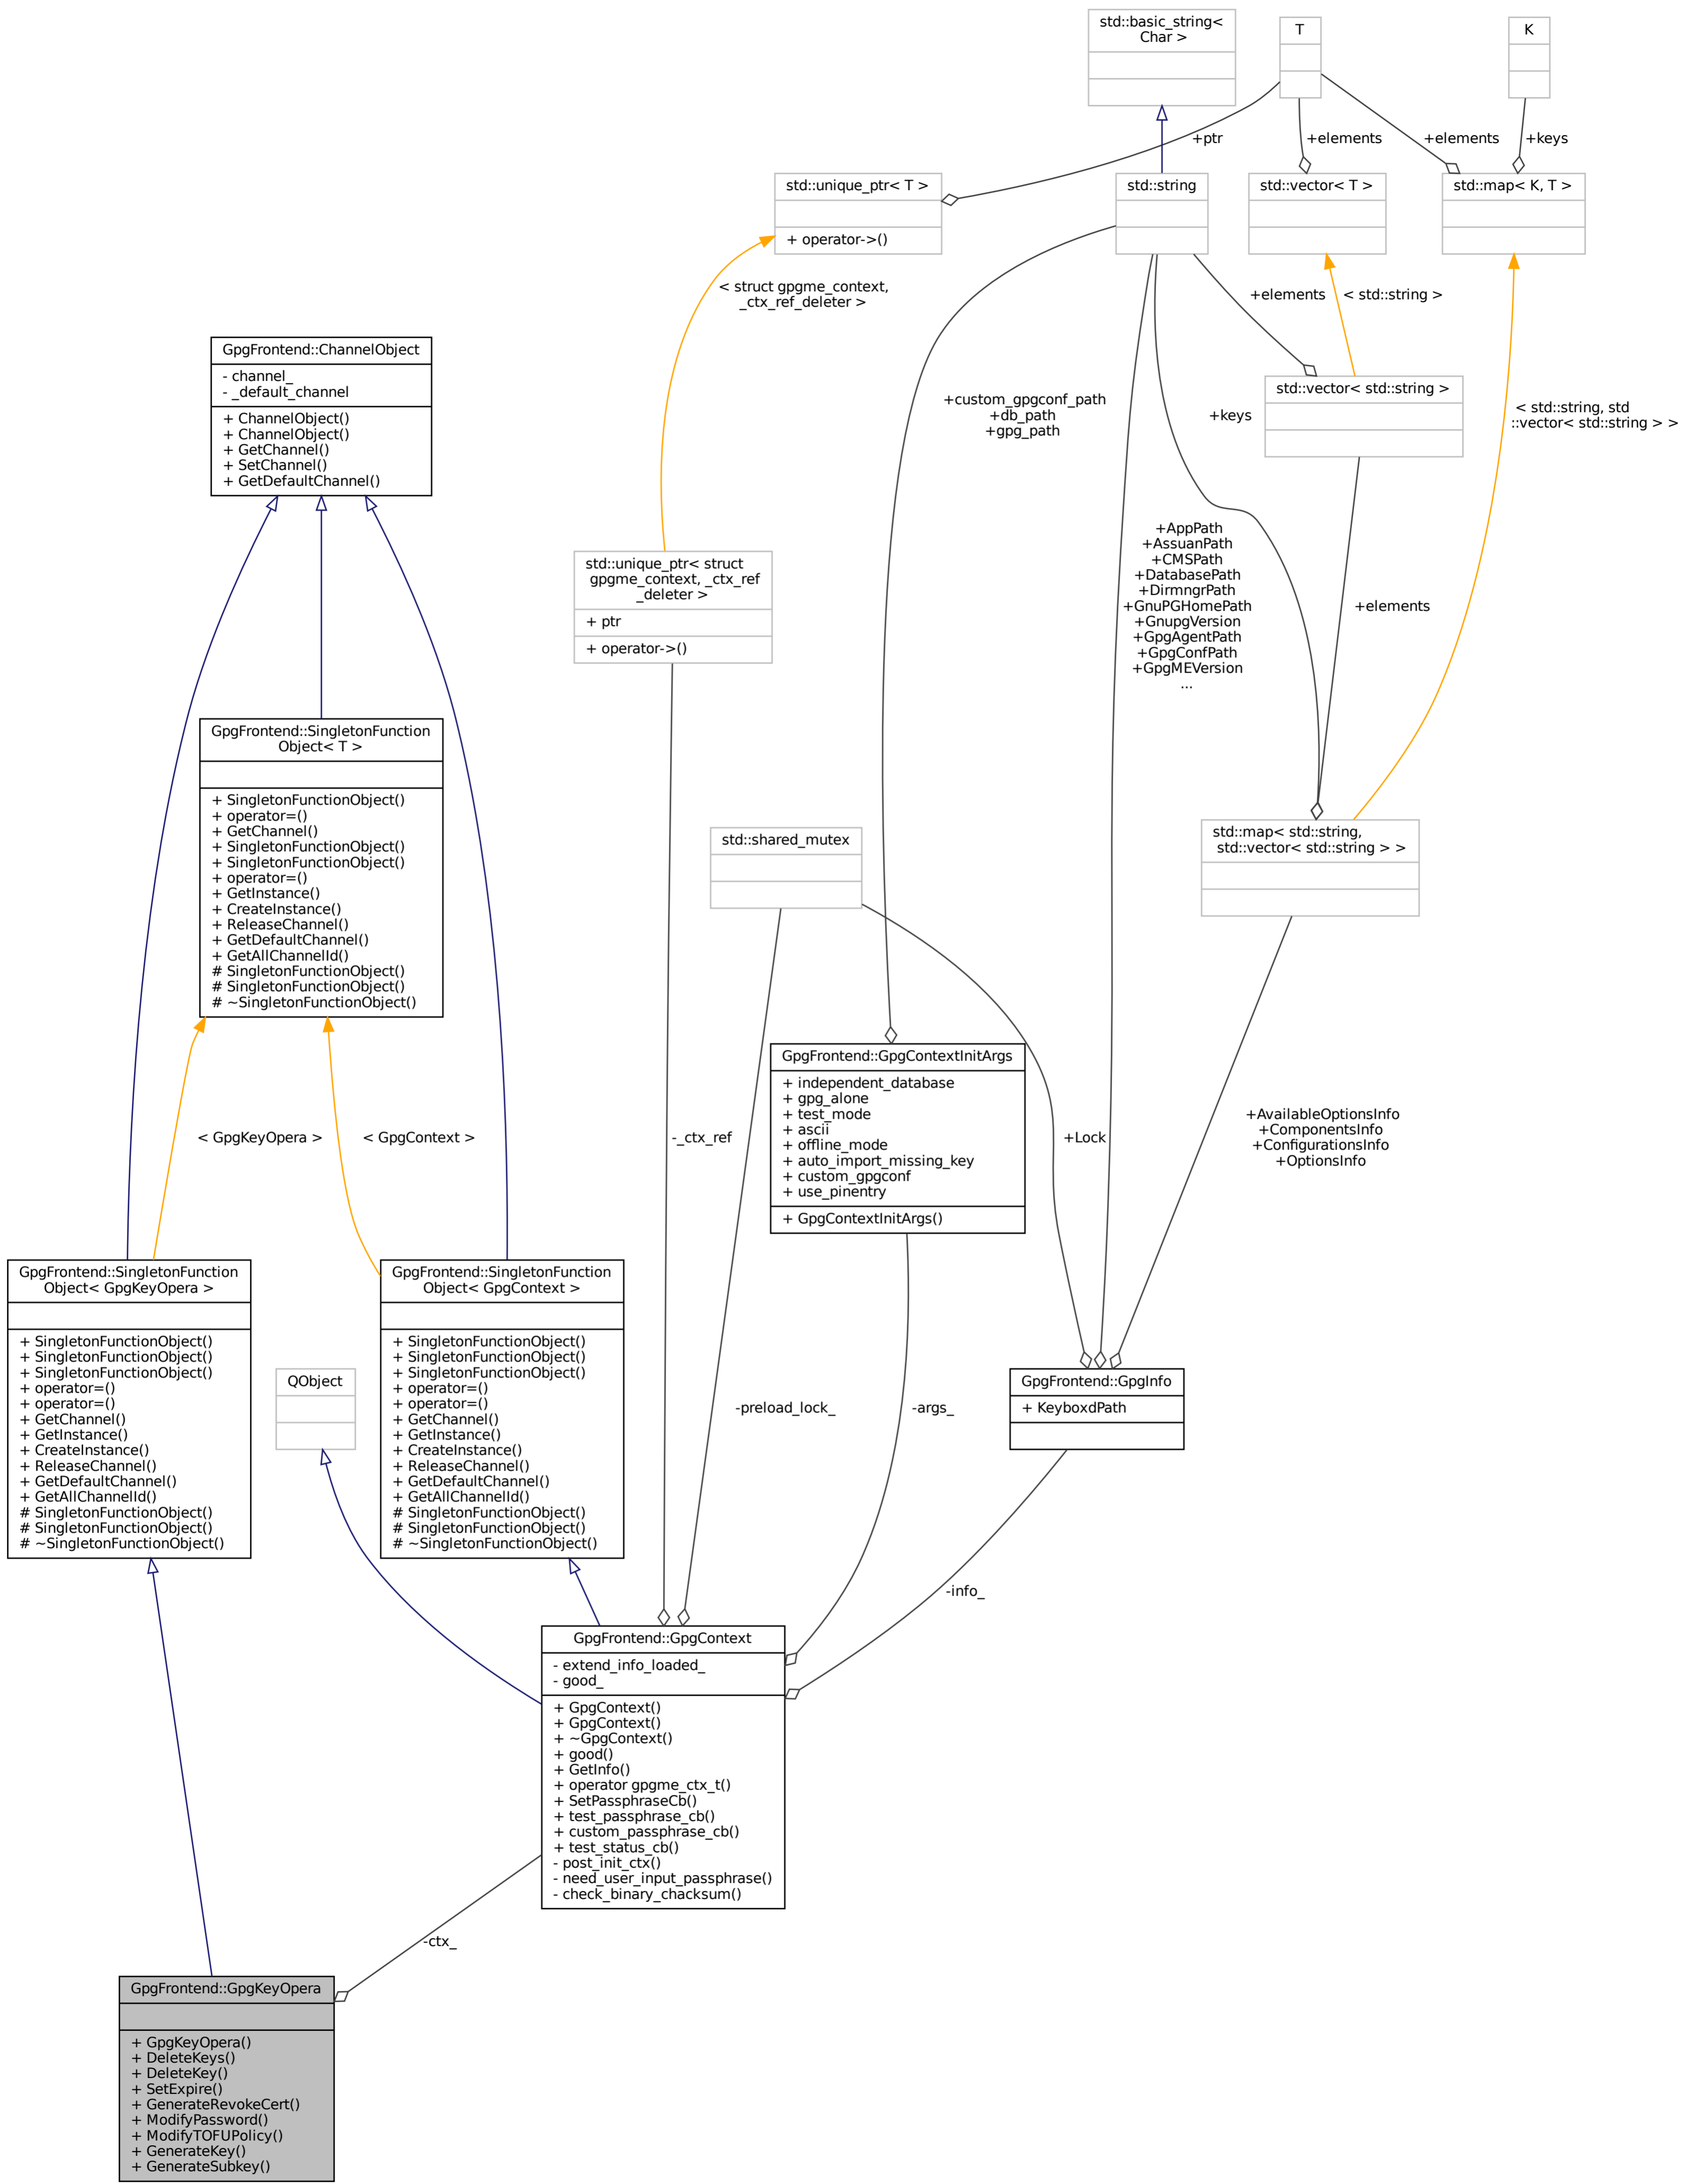 std::basic_string<
Char >
T
K
+ptr
+elements
+elements
+keys
std::unique_ptr< T >
+ operator->()
std::string
std::vector< T >
std::map< K, T >
< struct gpgme_context,
_ctx_ref_deleter >
+elements
< std::string >
GpgFrontend::ChannelObject
- channel_
- _default_channel
+ ChannelObject()
+ ChannelObject()
+ GetChannel()
+ SetChannel()
+ GetDefaultChannel()
+custom_gpgconf_path
+db_path
+gpg_path
+keys
std::vector< std::string >
< std::string, std
::vector< std::string > >
std::unique_ptr< struct
gpgme_context, _ctx_ref
_deleter >
+ ptr
+ operator->()
+AppPath
+AssuanPath
+CMSPath
+DatabasePath
+DirmngrPath
+GnuPGHomePath
+GnupgVersion
+GpgAgentPath
+GpgConfPath
+GpgMEVersion
...
+elements
GpgFrontend::SingletonFunction
Object< T >
+ SingletonFunctionObject()
+ operator=()
+ GetChannel()
+ SingletonFunctionObject()
+ SingletonFunctionObject()
+ operator=()
+ GetInstance()
+ CreateInstance()
+ ReleaseChannel()
+ GetDefaultChannel()
+ GetAllChannelId()
# SingletonFunctionObject()
# SingletonFunctionObject()
# ~SingletonFunctionObject()
std::shared_mutex
std::map< std::string,
std::vector< std::string > >
< GpgKeyOpera >
< GpgContext >
-_ctx_ref
GpgFrontend::GpgContextInitArgs
+ independent_database
+ gpg_alone
+ test_mode
+ ascii
+ offline_mode
+ auto_import_missing_key
+ custom_gpgconf
+ use_pinentry
+ GpgContextInitArgs()
+Lock
+AvailableOptionsInfo
+ComponentsInfo
+ConfigurationsInfo
+OptionsInfo
GpgFrontend::SingletonFunction
Object< GpgKeyOpera >
+ SingletonFunctionObject()
+ SingletonFunctionObject()
+ SingletonFunctionObject()
+ operator=()
+ operator=()
+ GetChannel()
+ GetInstance()
+ CreateInstance()
+ ReleaseChannel()
+ GetDefaultChannel()
+ GetAllChannelId()
# SingletonFunctionObject()
# SingletonFunctionObject()
# ~SingletonFunctionObject()
QObject
GpgFrontend::SingletonFunction
Object< GpgContext >
+ SingletonFunctionObject()
+ SingletonFunctionObject()
+ SingletonFunctionObject()
+ operator=()
+ operator=()
+ GetChannel()
+ GetInstance()
+ CreateInstance()
+ ReleaseChannel()
+ GetDefaultChannel()
+ GetAllChannelId()
# SingletonFunctionObject()
# SingletonFunctionObject()
# ~SingletonFunctionObject()
-preload_lock_
-args_
GpgFrontend::GpgInfo
+ KeyboxdPath
-info_
GpgFrontend::GpgContext
- extend_info_loaded_
- good_
+ GpgContext()
+ GpgContext()
+ ~GpgContext()
+ good()
+ GetInfo()
+ operator gpgme_ctx_t()
+ SetPassphraseCb()
+ test_passphrase_cb()
+ custom_passphrase_cb()
+ test_status_cb()
- post_init_ctx()
- need_user_input_passphrase()
- check_binary_chacksum()
-ctx_
GpgFrontend::GpgKeyOpera
+ GpgKeyOpera()
+ DeleteKeys()
+ DeleteKey()
+ SetExpire()
+ GenerateRevokeCert()
+ ModifyPassword()
+ ModifyTOFUPolicy()
+ GenerateKey()
+ GenerateSubkey()